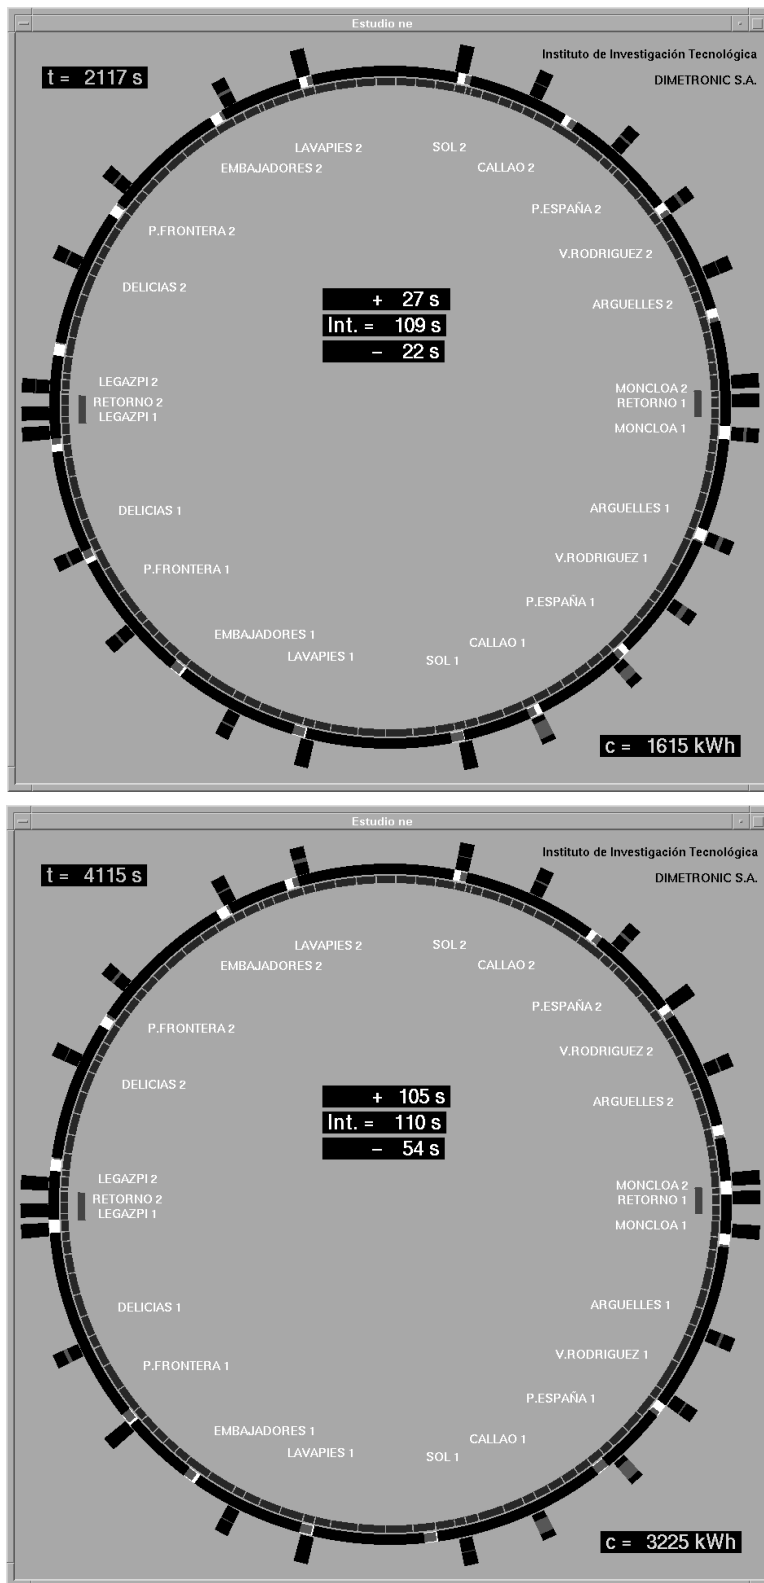 Estudio ne
Instituto de Investigación Tecnológica
t = 2117 s
DIMETRONIC S.A.
LAVAPIES 2
SOL 2
EMBAJADORES 2
CALLAO 2
P.ESPAÑA 2
P.FRONTERA 2
V.RODRIGUEZ 2
DELICIAS 2
ARGUELLES 2
+ 27 s
Int. = 109 s
− 22 s
LEGAZPI 2
MONCLOA 2
RETORNO 2
RETORNO 1
LEGAZPI 1
MONCLOA 1
DELICIAS 1
ARGUELLES 1
V.RODRIGUEZ 1
P.FRONTERA 1
P.ESPAÑA 1
EMBAJADORES 1
CALLAO 1
LAVAPIES 1
SOL 1
c = 1615 kWh
Estudio ne
Instituto de Investigación Tecnológica
t = 4115 s
DIMETRONIC S.A.
LAVAPIES 2
SOL 2
EMBAJADORES 2
CALLAO 2
P.ESPAÑA 2
P.FRONTERA 2
V.RODRIGUEZ 2
DELICIAS 2
ARGUELLES 2
+ 105 s
Int. = 110 s
− 54 s
LEGAZPI 2
MONCLOA 2
RETORNO 2
RETORNO 1
LEGAZPI 1
MONCLOA 1
DELICIAS 1
ARGUELLES 1
V.RODRIGUEZ 1
P.FRONTERA 1
P.ESPAÑA 1
EMBAJADORES 1
CALLAO 1
LAVAPIES 1
SOL 1
c = 3225 kWh